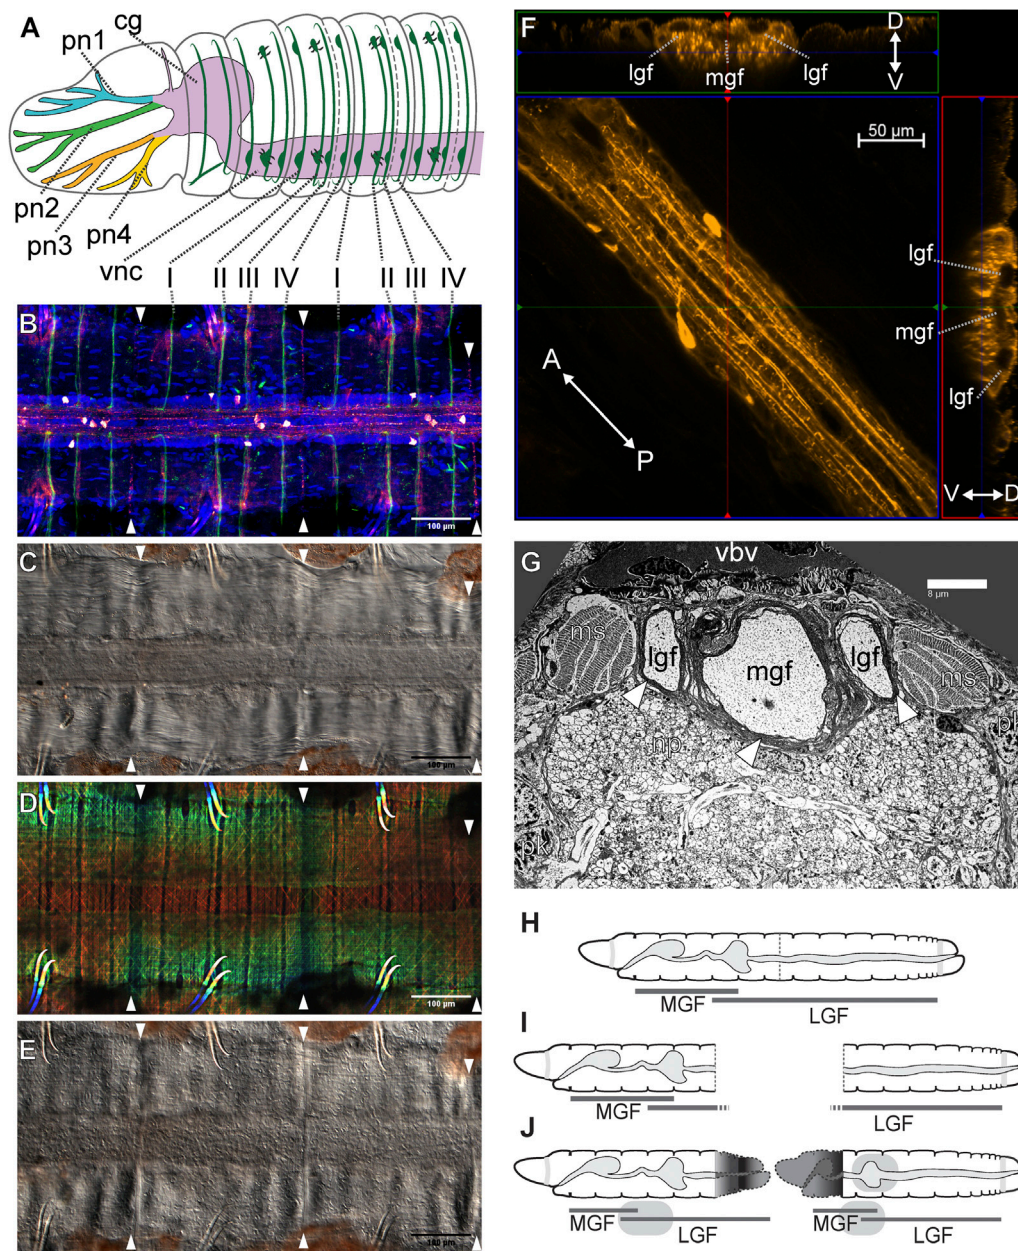 A
cg
pn1
pn2
pn3
pn4
vnc
I
II
III
IV
I
II
III
IV
B
100 µm
C
100 µm
D
100 µm
E
100 µm
F
lgf
mgf
lgf
D
V
50 µm
A
P
lgf
mgf
lgf
V
D
G
vbv
8 µm
ms
lgf
mgf
lgf
ms
np
pk
pk
H
MGF
LGF
I
MGF
LGF
J
MGF
LGF
MGF
LGF